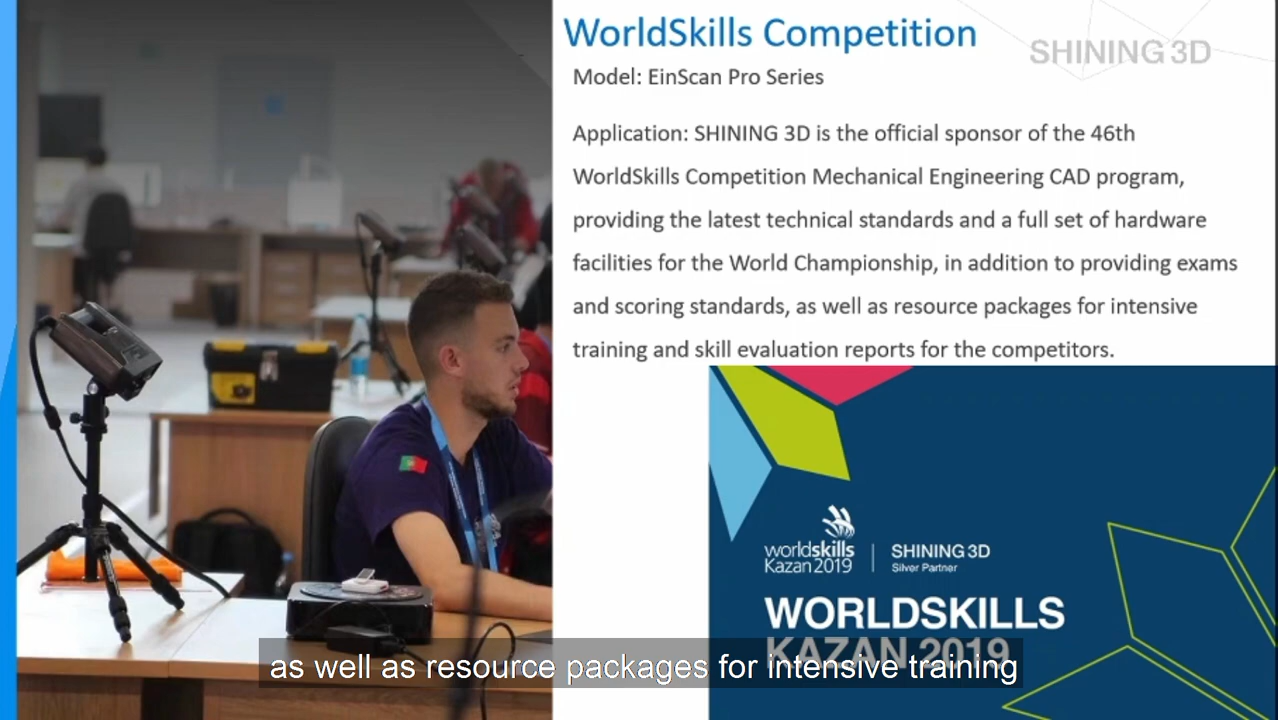 WorldSkills Competition
SHINING 3D
Model: EinScan Pro Series
Application: SHINING 3D is the official sponsor of the 46th
WorldSkills Competition Mechanical Engineering CAD program,
providing the latest technical standards and a full set of hardware
facilities for the World Championship, in addition to providing exams
and scoring standards, as well as resource packages for intensive
training and skill evaluation reports for the competitors.
worldskills
Kazan 2019
SHINING 3D
Silver Partner
WORLDSKILLS
KAZAN 2019
as well as resource packages for intensive training